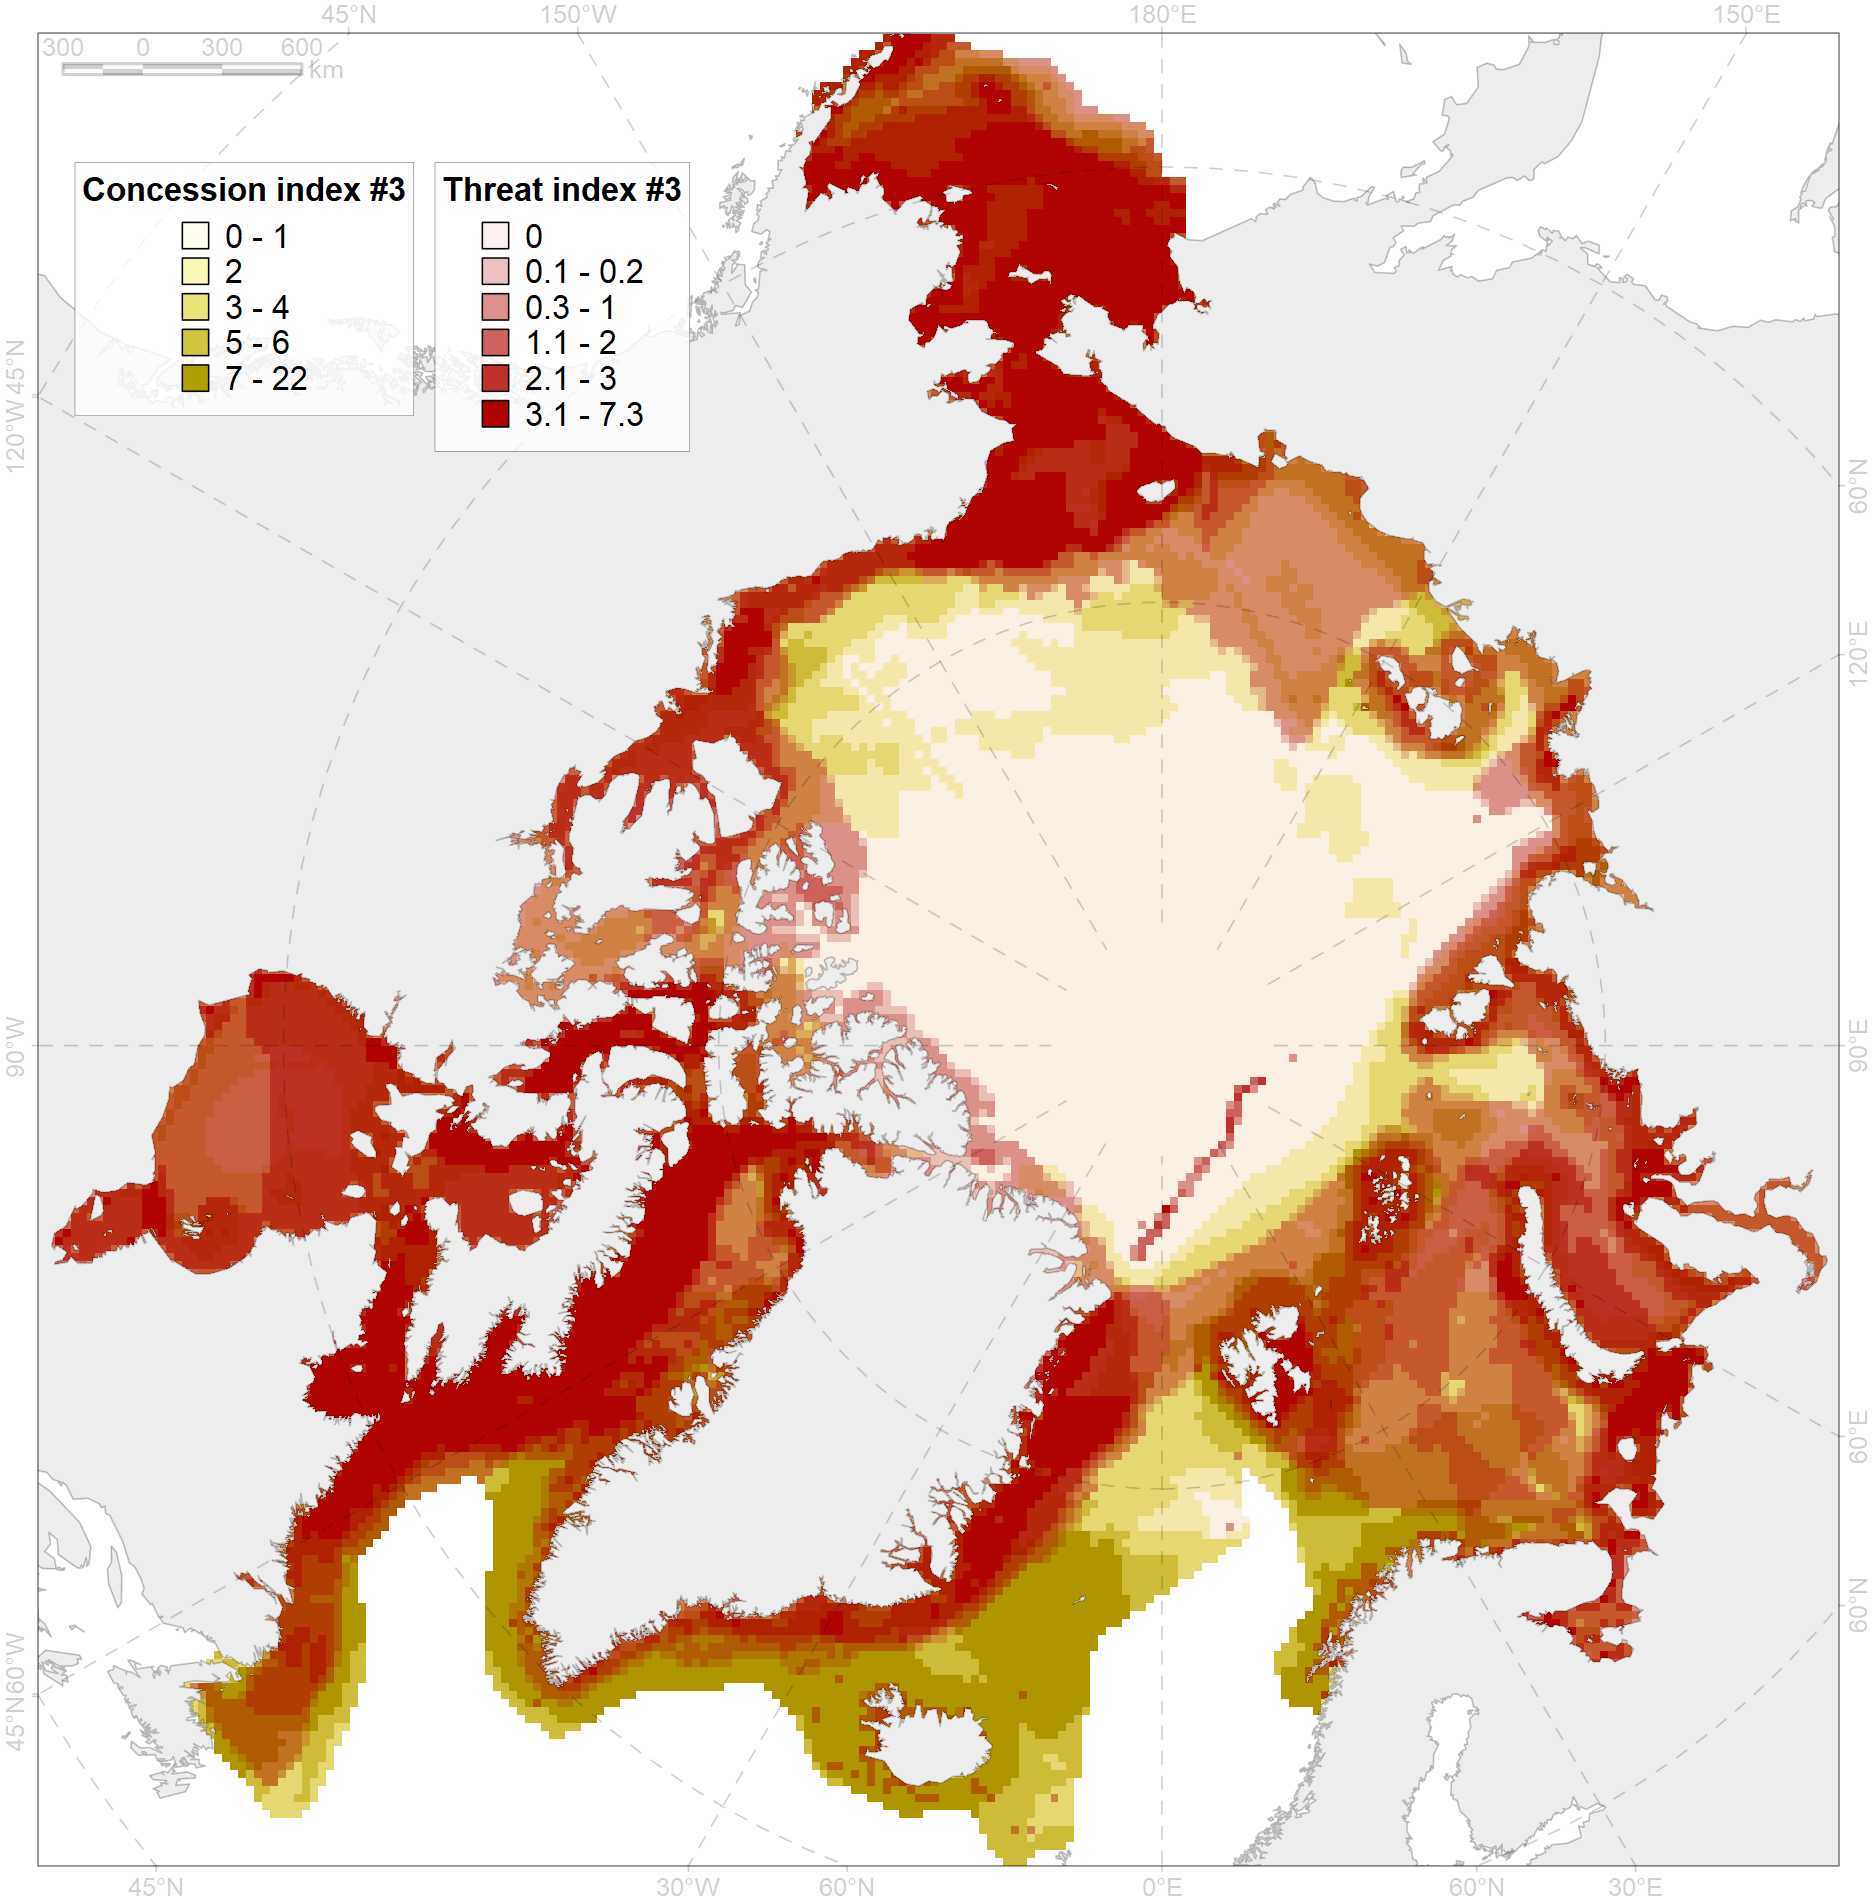 45°N 150°W 180°E 150°E
300 0 300 600
km
Concession index #3
0 - 1
2
3 - 4
5 - 6
7 - 22
Threat index #3
0
0.1 - 0.2
0.3 - 1
1.1 - 2
2.1 - 3
3.1 - 7.3
45°N
120°W
90°W
60°W
45°N
60°N
120°E
90°E
60°E
60°N
45°N 30°W 60°N 0°E 60°N 30°E